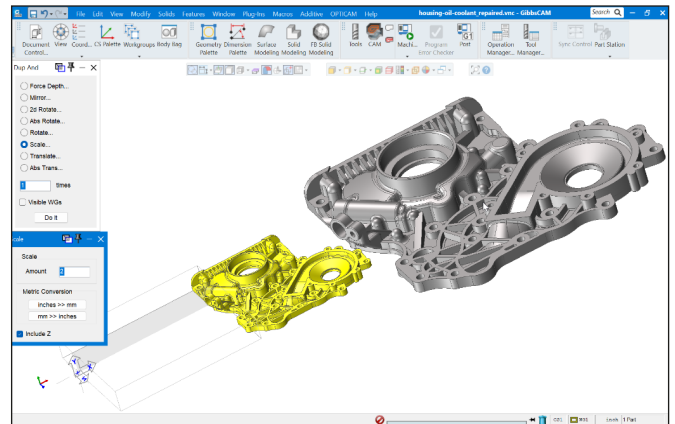 File Edit View Modify Solids Features Window Plug-Ins Macros Additive OPTICAM Help
housing-oil-coolant_repaired.vnc - GibbsCAM
Search
Document Control...
View
Coord...
CS Palette
Workgroups
Body Bag
Geometry Palette
Dimension Palette
Surface Modeling
Solid Modeling
FB Solid Modeling
Tools
CAM
Machi...
Program Error Checker
Post
Operation Manager...
Tool Manager...
Sync Control
Part Station
Dup And
Force Depth...
Mirror...
2d Rotate...
Abs Rotate...
Rotate...
Scale...
Translate...
Abs Trans...
1 times
Visible WGs
Do It
cale
Scale
Amount 2
Metric Conversion
inches >> mm
mm >> inches
Include Z
inch 1 Part